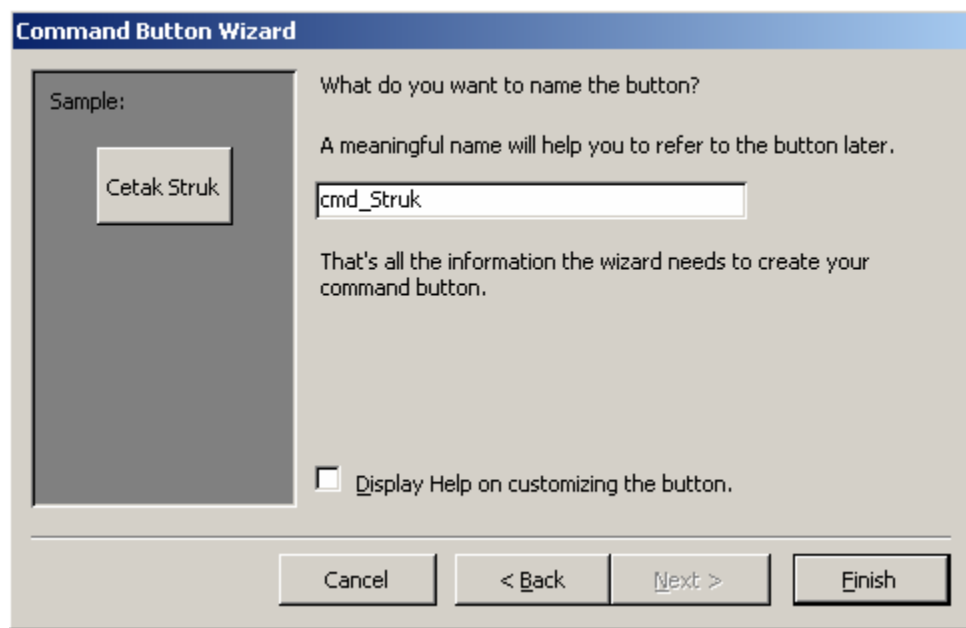 Command Button Wizard
Sample:
Cetak Struk
What do you want to name the button?
A meaningful name will help you to refer to the button later.
cmd_Struk
That's all the information the wizard needs to create your
command button.
Display Help on customizing the button.
Cancel
< Back
Next >
Finish